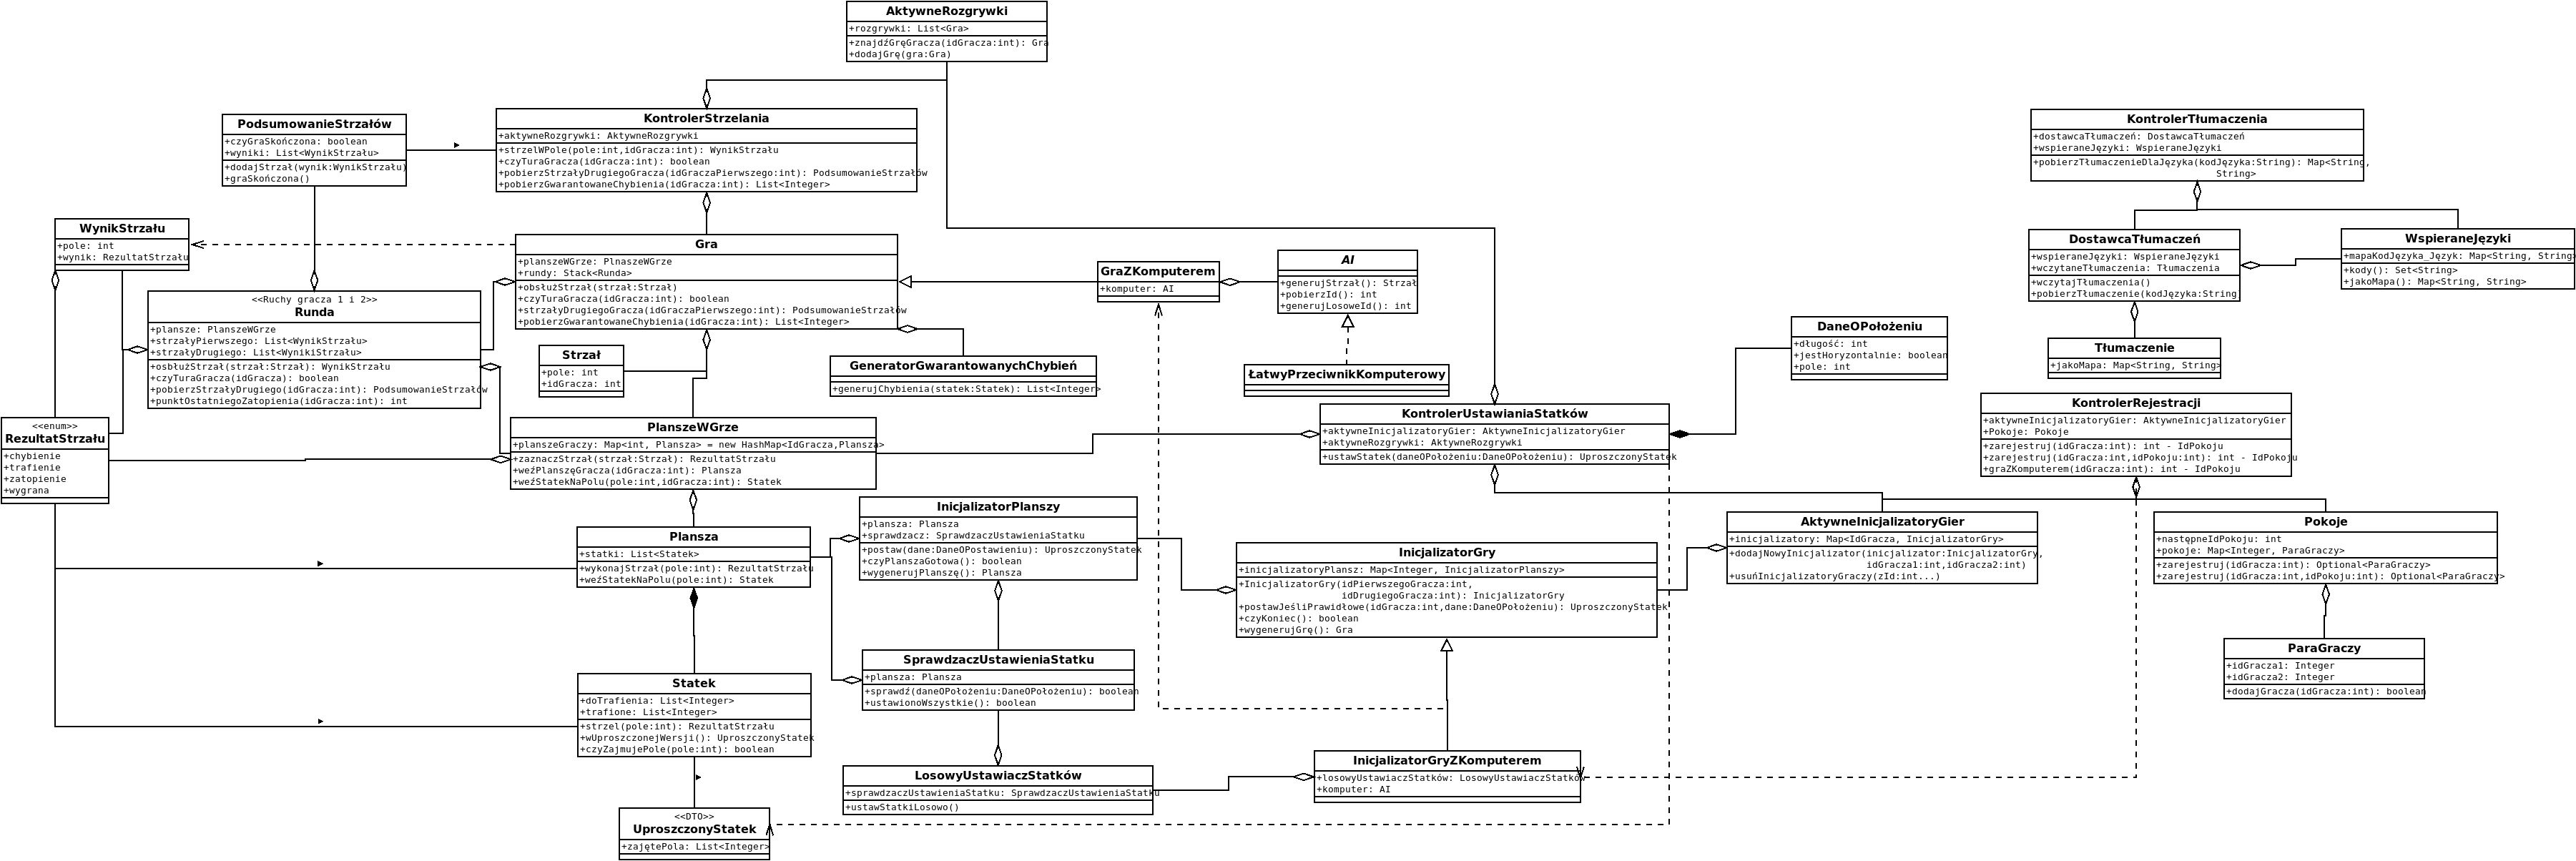 AktywneRozgrywki
+rozgrywki: List<Gra>
+znajdźGręGracza(idGracza:int): Gra
+dodajGrę(gra:Gra)
PodsumowanieStrzałów
+czyGraSkończona: boolean
+wyniki: List<WynikStrzału>
+dodajStrzał(wynik:WynikStrzału)
+graSkończona()
KontrolerStrzelania
+aktywneRozgrywki: AktywneRozgrywki
+strzelWPole(pole:int,idGracza:int): WynikStrzału
+czyTuraGracza(idGracza:int): boolean
+pobierzStrzałyDrugiegoGracza(idGraczaPierwszego:int): PodsumowanieStrzałów
+pobierzGwarantowaneChybienia(idGracza:int): List<Integer>
KontrolerTłumaczenia
+dostawcaTłumaczeń: DostawcaTłumaczeń
+wspieraneJęzyki: WspieraneJęzyki
+pobierzTłumaczenieDlaJęzyka(kodJęzyka:String): Map<String,
String>
WynikStrzału
+pole: int
+wynik: RezultatStrzału
Gra
+planszeWGrze: PlnaszeWGrze
+rundy: Stack<Runda>
+obsłużStrzał(strzał:Strzał)
+czyTuraGracza(idGracza:int): boolean
+strzałyDrugiegoGracza(idGraczaPierwszego:int): PodsumowanieStrzałów
+pobierzGwarantowaneChybienia(idGracza:int): List<Integer>
GraZKomputerem
+komputer: AI
AI
+generujStrzał(): Strzał
+pobierzId(): int
+generujLosoweId(): int
DostawcaTłumaczeń
+wspieraneJęzyki: WspieraneJęzyki
+wczytaneTłumaczenia: Tłumaczenia
+wczytajTłumaczenia()
+pobierzTłumaczenie(kodJęzyka:String
WspieraneJęzyki
+mapaKodJęzyka_Język: Map<String, String>
+kody(): Set<String>
+jakoMapa(): Map<String, String>
<<Ruchy gracza 1 i 2>>
Runda
+plansze: PlanszeWGrze
+strzałyPierwszego: List<WynikStrzału>
+strzałyDrugiego: List<WynikiStrzału>
+osbłużStrzał(strzał:Strzał): WynikStrzału
+czyTuraGracza(idGracza): boolean
+pobierzStrzałyDrugiego(idGracza:int): PodsumowanieStrzałów
+punktOstatniegoZatopienia(idGracza:int): int
Strzał
+pole: int
+idGracza: int
GeneratorGwarantowanychChybień
+generujChybienia(statek:Statek): List<Integer>
ŁatwyPrzeciwnikKomputerowy
DaneOPołożeniu
+długość: int
+jestHoryzontalnie: boolean
+pole: int
Tłumaczenie
+jakoMapa: Map<String, String>
<<enum>>
RezultatStrzału
+chybienie
+trafienie
+zatopienie
+wygrana
PlanszeWGrze
+planszeGraczy: Map<int, Plansza> = new HashMap<IdGracza,Plansza>
+zaznaczStrzał(strzał:Strzał): RezultatStrzału
+weźPlanszęGracza(idGracza:int): Plansza
+weźStatekNaPolu(pole:int,idGracza:int): Statek
KontrolerUstawianiaStatków
+aktywneInicjalizatoryGier: AktywneInicjalizatoryGier
+aktywneRozgrywki: AktywneRozgrywki
+ustawStatek(daneOPołożeniu:DaneOPołożeniu): UproszczonyStatek
KontrolerRejestracji
+aktywneInicjalizatoryGier: AktywneInicjalizatoryGier
+Pokoje: Pokoje
+zarejestruj(idGracza:int): int - IdPokoju
+zarejestruj(idGracza:int,idPokoju:int): int - IdPokoju
+graZKomputerem(idGracza:int): int - IdPokoju
Plansza
+statki: List<Statek>
+wykonajStrzał(pole:int): RezultatStrzału
+weźStatekNaPolu(pole:int): Statek
InicjalizatorPlanszy
+plansza: Plansza
+sprawdzacz: SprawdzaczUstawieniaStatku
+postaw(dane:DaneOPostawieniu): UproszczonyStatek
+czyPlanszaGotowa(): boolean
+wygenerujPlanszę(): Plansza
InicjalizatorGry
+inicjalizatoryPlansz: Map<Integer, InicjalizatorPlanszy>
+InicjalizatorGry(idPierwszegoGracza:int,
idDrugiegoGracza:int): InicjalizatorGry
+postawJeśliPrawidłowe(idGracza:int,dane:DaneOPołożeniu): UproszczonyStatek
+czyKoniec(): boolean
+wygenerujGrę(): Gra
AktywneInicjalizatoryGier
+inicjalizatory: Map<IdGracza, InicjalizatorGry>
+dodajNowyInicjalizator(inicjalizator:InicjalizatorGry,
idGracza1:int,idGracza2:int)
+usuńInicjalizatoryGraczy(zId:int...)
Pokoje
+następneIdPokoju: int
+pokoje: Map<Integer, ParaGraczy>
+zarejestruj(idGracza:int): Optional<ParaGraczy>
+zarejestruj(idGracza:int,idPokoju:int): Optional<ParaGraczy>
ParaGraczy
+idGracza1: Integer
+idGracza2: Integer
+dodajGracza(idGracza:int): boolean
SprawdzaczUstawieniaStatku
+plansza: Plansza
+sprawdź(daneOPołożeniu:DaneOPołożeniu): boolean
+ustawionoWszystkie(): boolean
Statek
+doTrafienia: List<Integer>
+trafione: List<Integer>
+strzel(pole:int): RezultatStrzału
+wUproszczonejWersji(): UproszczonyStatek
+czyZajmujePole(pole:int): boolean
LosowyUstawiaczStatków
+sprawdzaczUstawieniaStatku: SprawdzaczUstawieniaStatku
+ustawStatkiLosowo()
InicjalizatorGryZKomputerem
+losowyUstawiaczStatków: LosowyUstawiaczStatków
+komputer: AI
<<DTO>>
UproszczonyStatek
+zajętePola: List<Integer>